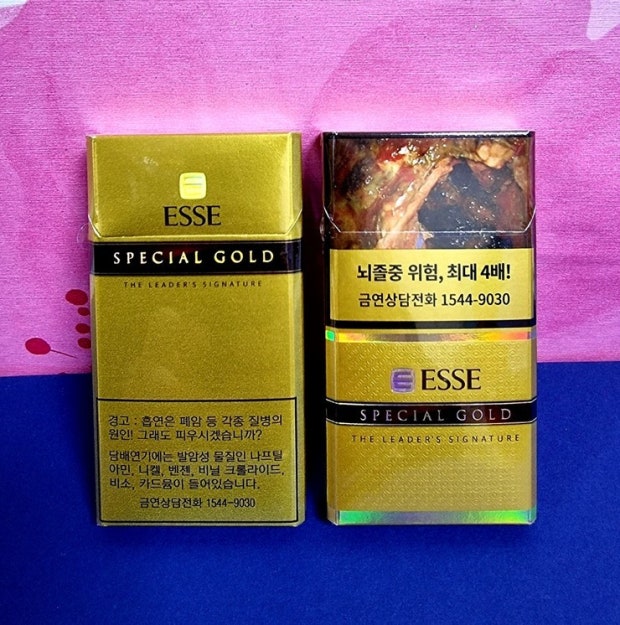 ESSE
SPECIAL GOLD
THE LEADER'S SIGNATURE
경고 : 흡연은 폐암 등 각종 질병의
원인! 그래도 피우시겠습니까?
담배연기에는 발암성 물질인 나프틸
아민, 니켈, 벤젠, 비닐 크롤라이드,
비소, 카드뮴이 들어있습니다.
금연상담전화 1544-9030
뇌졸중 위험, 최대 4배!
금연상담전화 1544-9030
ESSE
SPECIAL GOLD
THE LEADER'S SIGNATURE